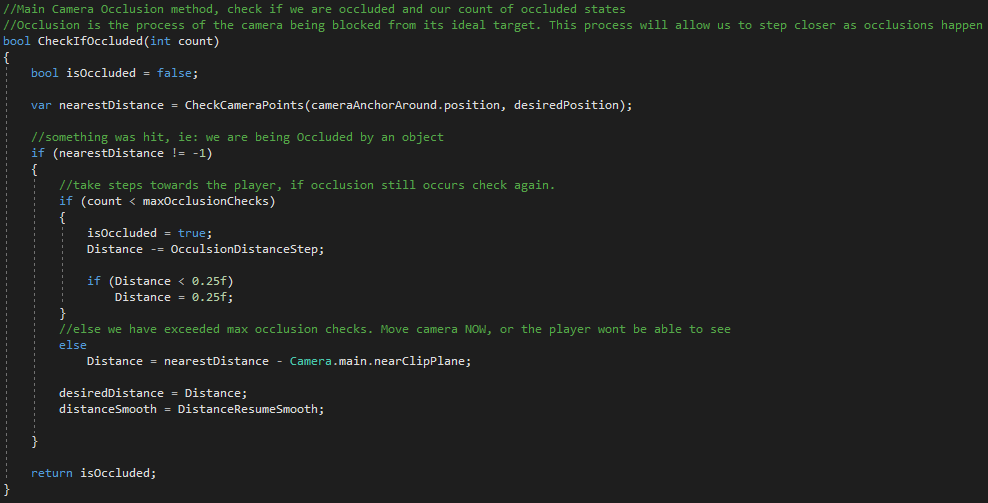 //Main Camera Occlusion method, check if we are occluded and our count of occluded states
//Occlusion is the process of the camera being blocked from its ideal target. This process will allow us to step closer as occlusions happen
bool CheckIfOccluded(int count)
{
    bool isOccluded = false;

    var nearestDistance = CheckCameraPoints(cameraAnchorAround.position, desiredPosition);

    //something was hit, ie: we are being Occluded by an object
    if (nearestDistance != -1)
    {
        //take steps towards the player, if occlusion still occurs check again.
        if (count < maxOcclusionChecks)
        {
            isOccluded = true;
            Distance -= OcculsionDistanceStep;

            if (Distance < 0.25f)
                Distance = 0.25f;
        }
        //else we have exceeded max occlusion checks. Move camera NOW, or the player wont be able to see
        else
            Distance = nearestDistance - Camera.main.nearClipPlane;

        desiredDistance = Distance;
        distanceSmooth = DistanceResumeSmooth;

    }

    return isOccluded;
}